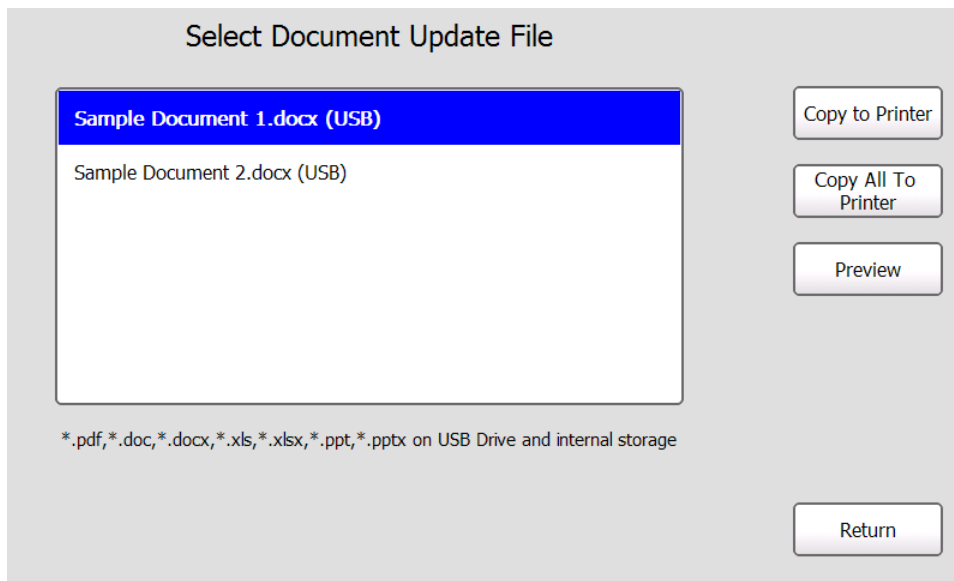 Select Document Update File
Sample Document 1.docx (USB)
Sample Document 2.docx (USB)
*.pdf,*.doc,*.docx,*.xls,*.xlsx,*.ppt,*.pptx on USB Drive and internal storage
Copy to Printer
Copy All To
Printer
Preview
Return